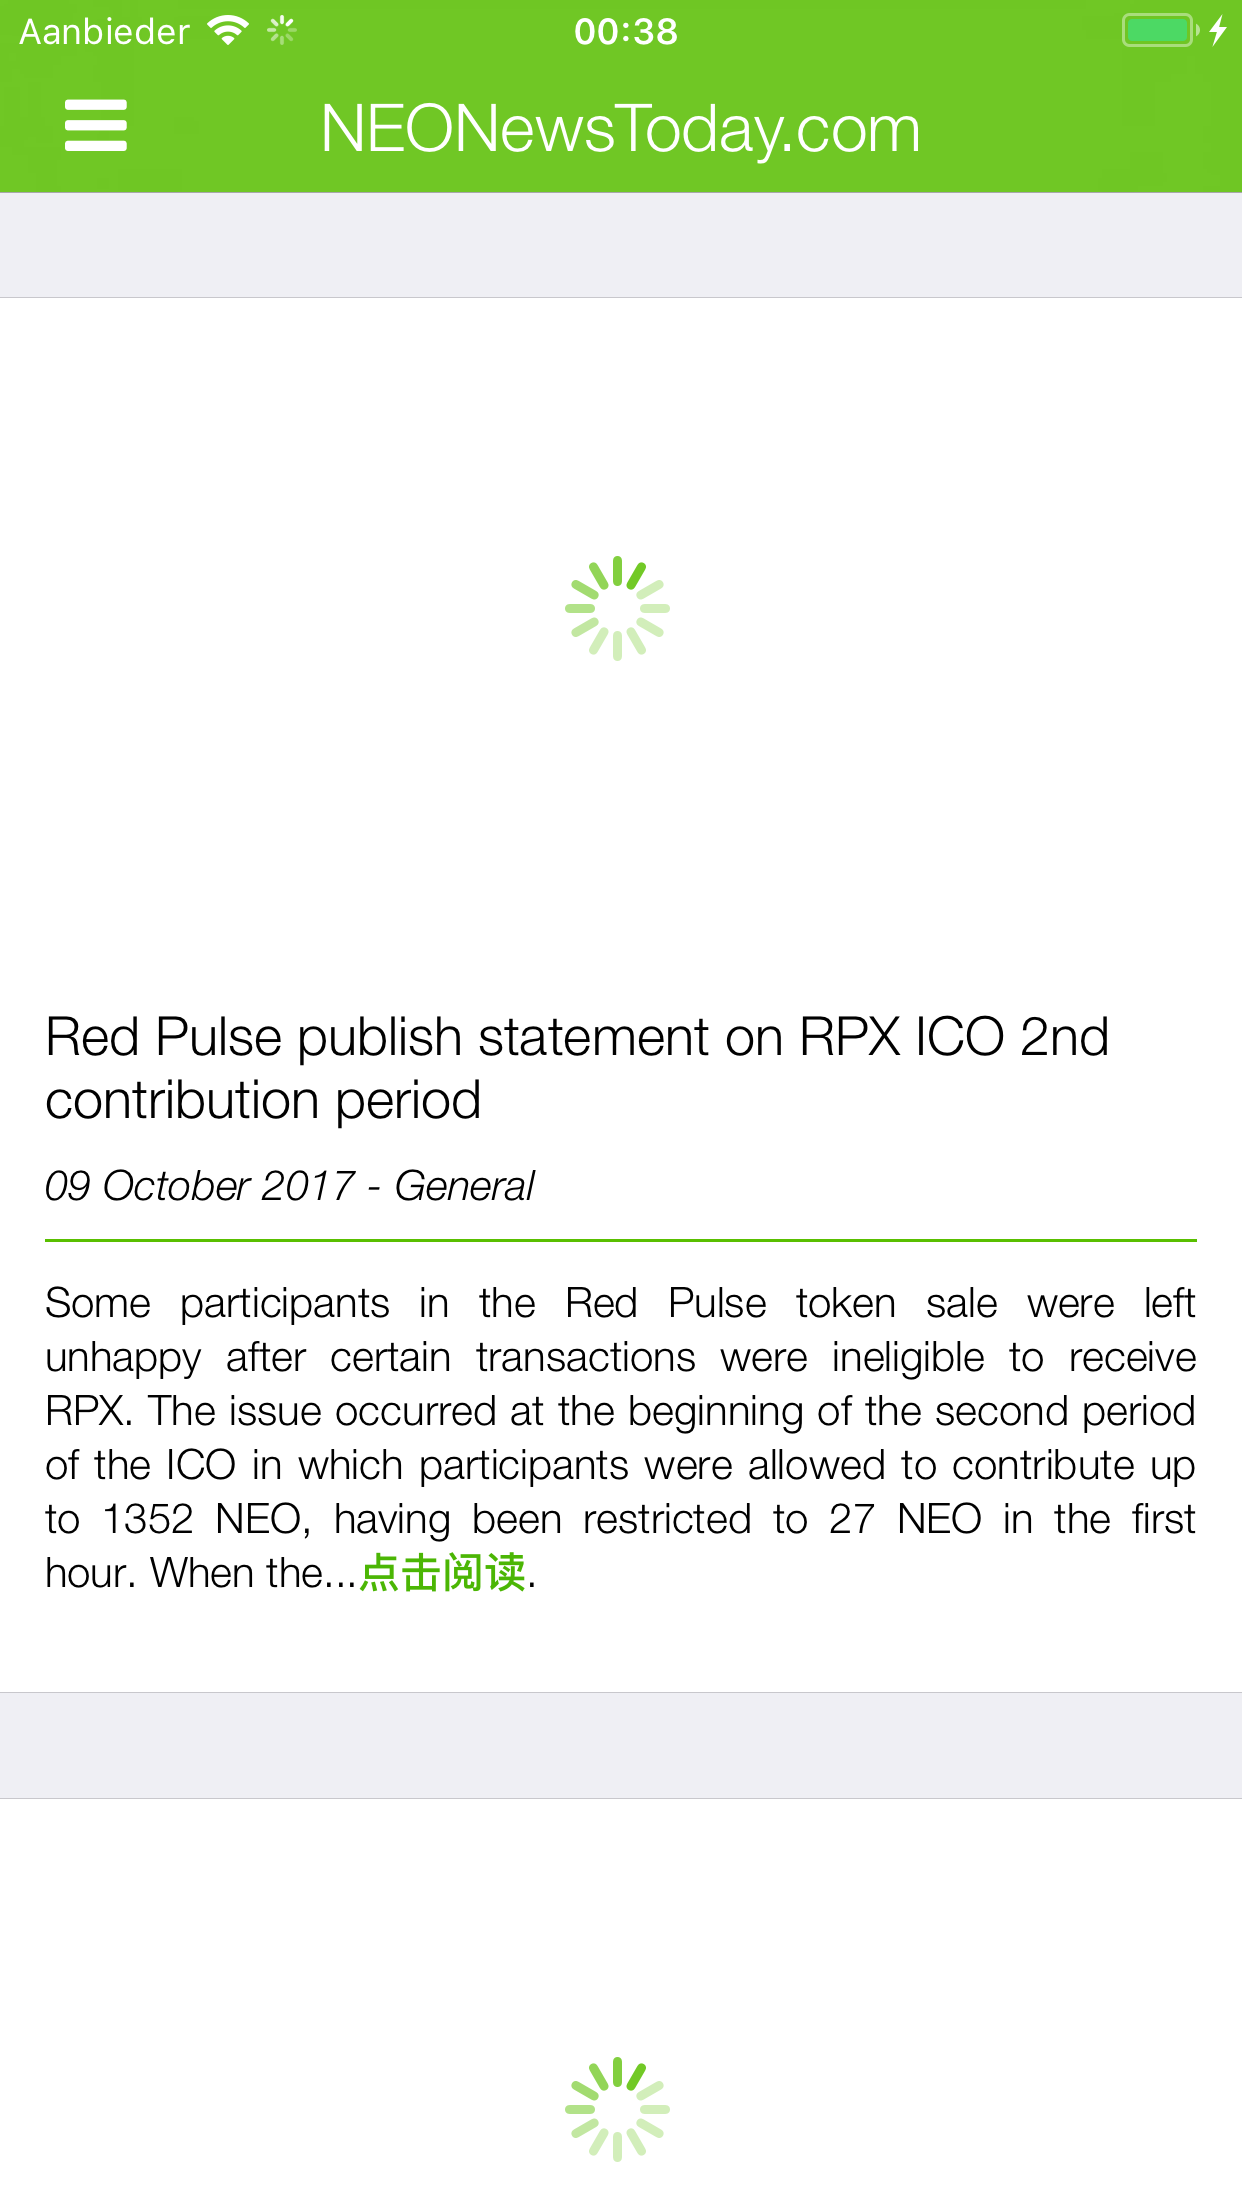 Aanbieder 00:38
NEONewsToday.com
Red Pulse publish statement on RPX ICO 2nd
contribution period
09 October 2017 - General
Some participants in the Red Pulse token sale were left
unhappy after certain transactions were ineligible to receive
RPX. The issue occurred at the beginning of the second period
of the ICO in which participants were allowed to contribute up
to 1352 NEO, having been restricted to 27 NEO in the first
hour. When the...点击阅读.